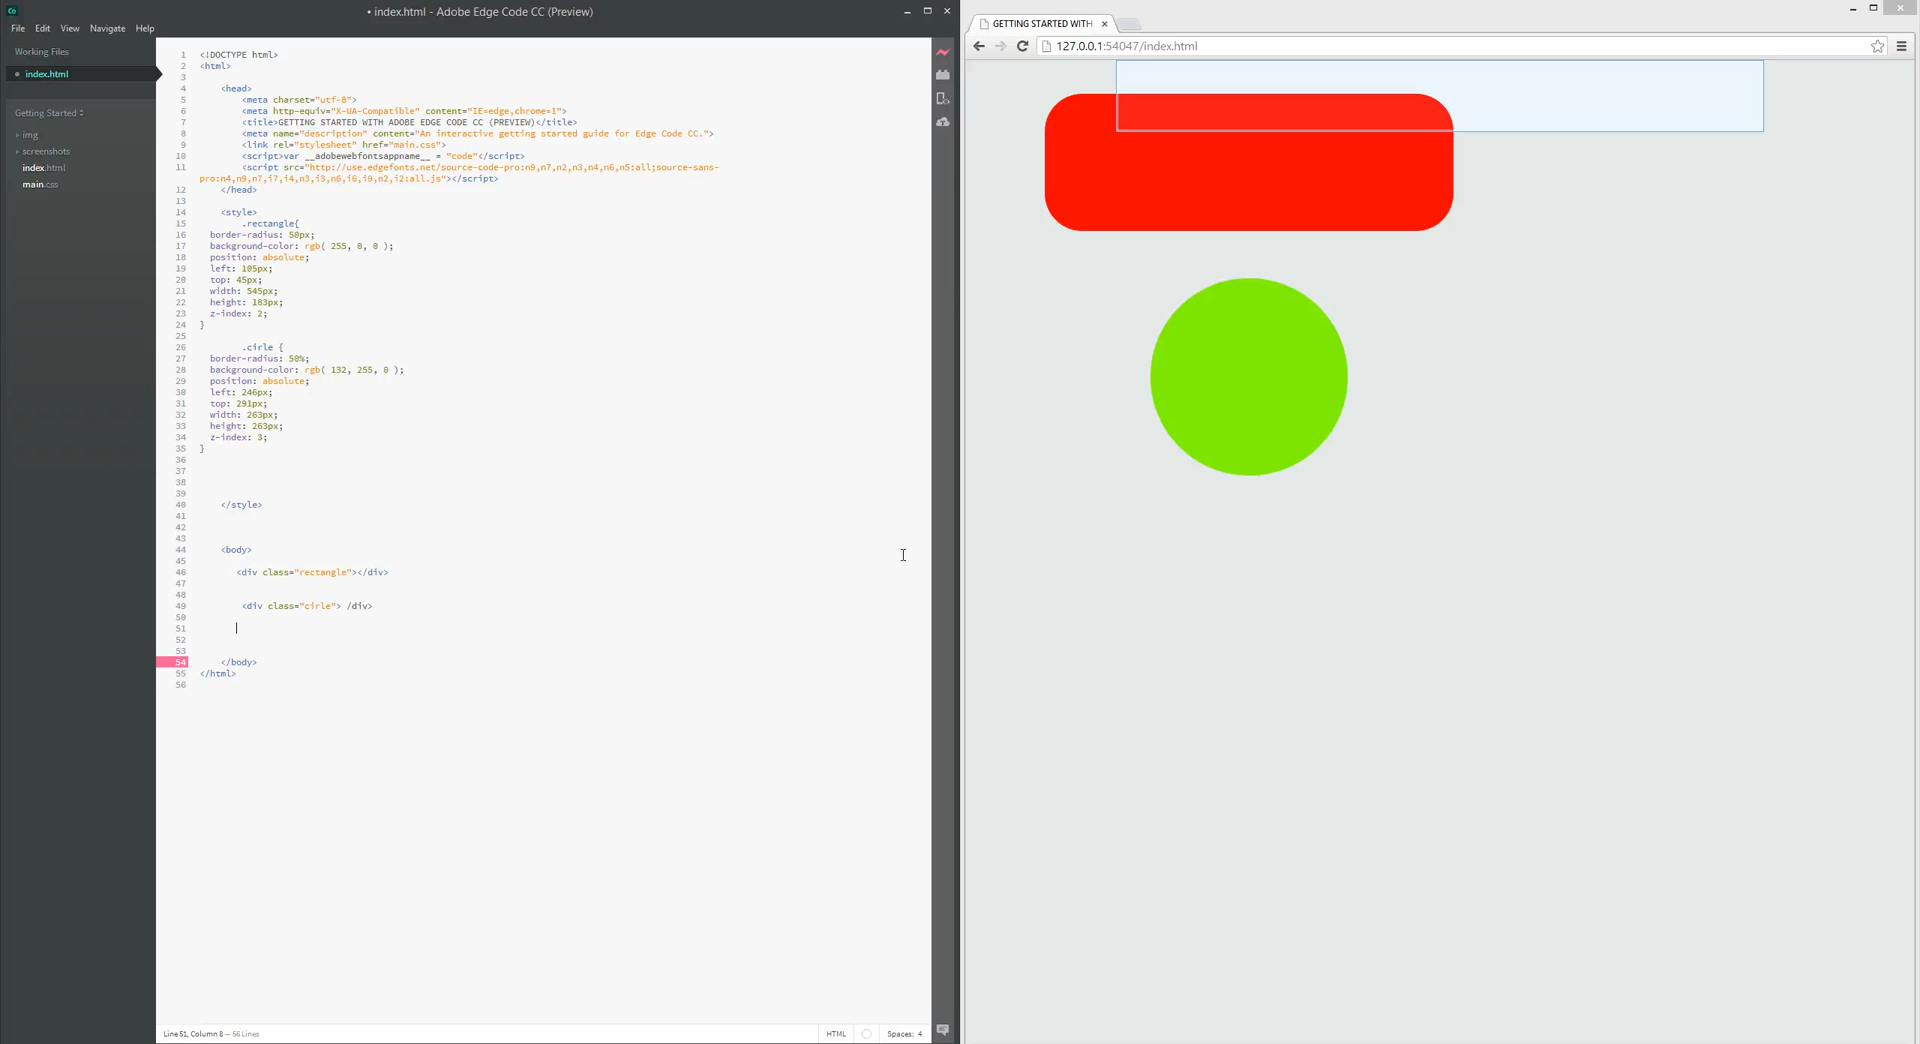 • index.html - Adobe Edge Code CC (Preview)
File Edit View Navigate Help
Working Files
index.html
Getting Started
img
screenshots
index.html
main.css
1 <!DOCTYPE html>
2 <html>
3
4 <head>
5 <meta charset="utf-8">
6 <meta http-equiv="X-UA-Compatible" content="IE=edge,chrome=1">
7 <title>GETTING STARTED WITH ADOBE EDGE CODE CC (PREVIEW)</title>
8 <meta name="description" content="An interactive getting started guide for Edge Code CC.">
9 <link rel="stylesheet" href="main.css">
10 <script>var __adobewebfontsappname__ = "code"</script>
11 <script src="http://use.edgefonts.net/source-code-pro:n9,n7,n2,n3,n4,n6,n5:all;source-sans-
pro:n4,n9,n7,i7,i4,n3,i3,n6,i6,i9,n2,i2:all.js"></script>
12 </head>
13
14 <style>
15 .rectangle{
16 border-radius: 50px;
17 background-color: rgb( 255, 0, 0 );
18 position: absolute;
19 left: 105px;
20 top: 45px;
21 width: 545px;
22 height: 183px;
23 z-index: 2;
24 }
25
26 .cirle {
27 border-radius: 50%;
28 background-color: rgb( 132, 255, 0 );
29 position: absolute;
30 left: 246px;
31 top: 291px;
32 width: 263px;
33 height: 263px;
34 z-index: 3;
35 }
36
37
38
39
40 </style>
41
42
43
44 <body>
45
46 <div class="rectangle"></div>
47
48
49 <div class="cirle"> /div>
50
51
52
53
54 </body>
55 </html>
56
Line 51, Column 8 — 56 Lines
HTML
Spaces: 4
GETTING STARTED WITH
127.0.0.1:54047/index.html